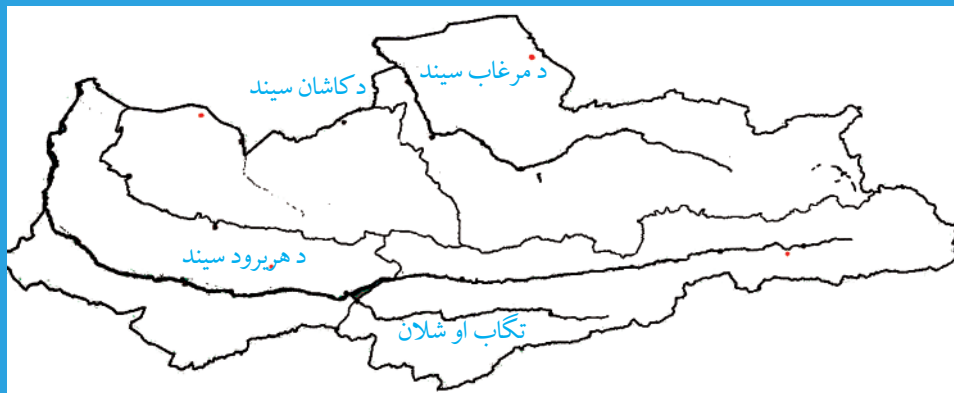 د مرغاب سیند
د کاشان سیند
د هریرود سیند
تگاب او شلان